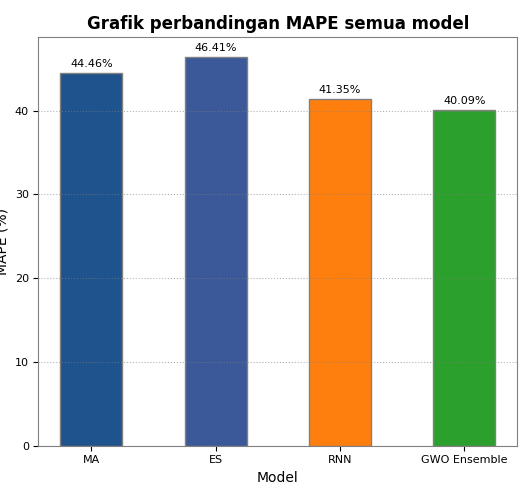 Grafik perbandingan MAPE semua model
44.46%
46.41%
41.35%
40.09%
MAPE (%)
40
30
20
10
0
MA
ES
RNN
GWO Ensemble
Model